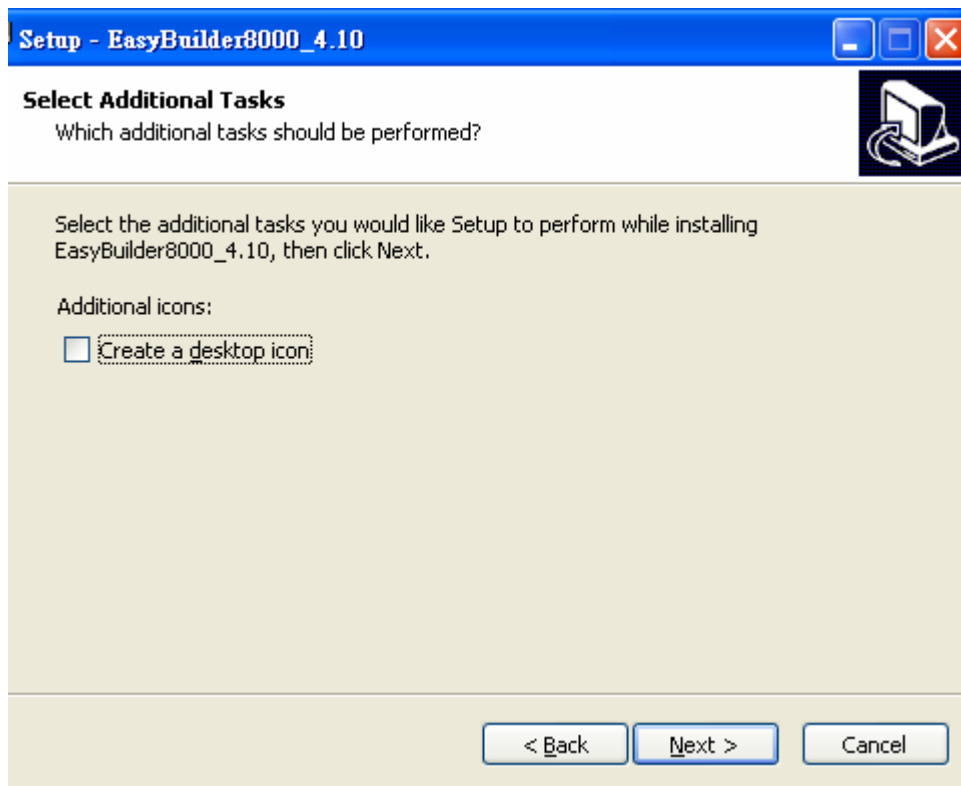 Setup - EasyBuilder8000_4.10
Select Additional Tasks
Which additional tasks should be performed?
Select the additional tasks you would like Setup to perform while installing
EasyBuilder8000_4.10, then click Next.
Additional icons:
Create a desktop icon
< Back
Next >
Cancel